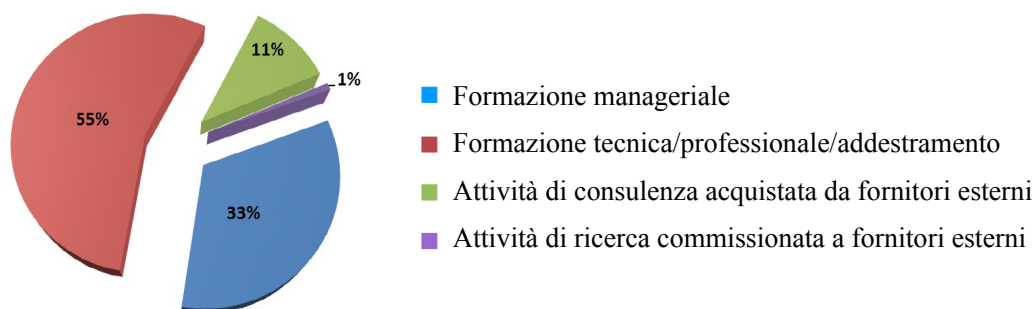 11%
1%
55%
33%
Formazione manageriale
Formazione tecnica/professionale/addestramento
Attività di consulenza acquistata da fornitori esterni
Attività di ricerca commissionata a fornitori esterni